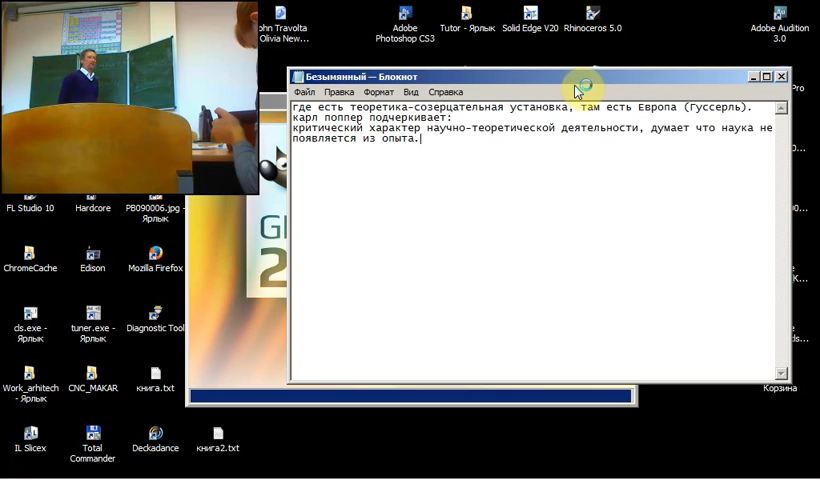 ohn Travolta
Olivia New...
Adobe
Photoshop CS3
Tutor - Ярлык
Solid Edge V20
Rhinoceros 5.0
Adobe Audition
3.0
Безымянный — Блокнот
Файл Правка Формат Вид Справка
где есть теоретика-созерцательная установка, там есть Европа (Гуссерль).
карл поппер подчеркивает:
критический характер научно-теоретической деятельности, думает что наука не
появляется из опыта.
Pro
GI
2
FL Studio 10
Hardcore
PB090006.jpg -
Ярлык
ChromeCache
Edison
Mozilla Firefox
cls.exe -
Ярлык
tuner.exe -
Ярлык
Diagnostic Tool
Work_arhitech
- Ярлык
CNC_MAKAR
книга.txt
Корзина
IL Slicex
Total
Commander
Deckadance
книга2.txt